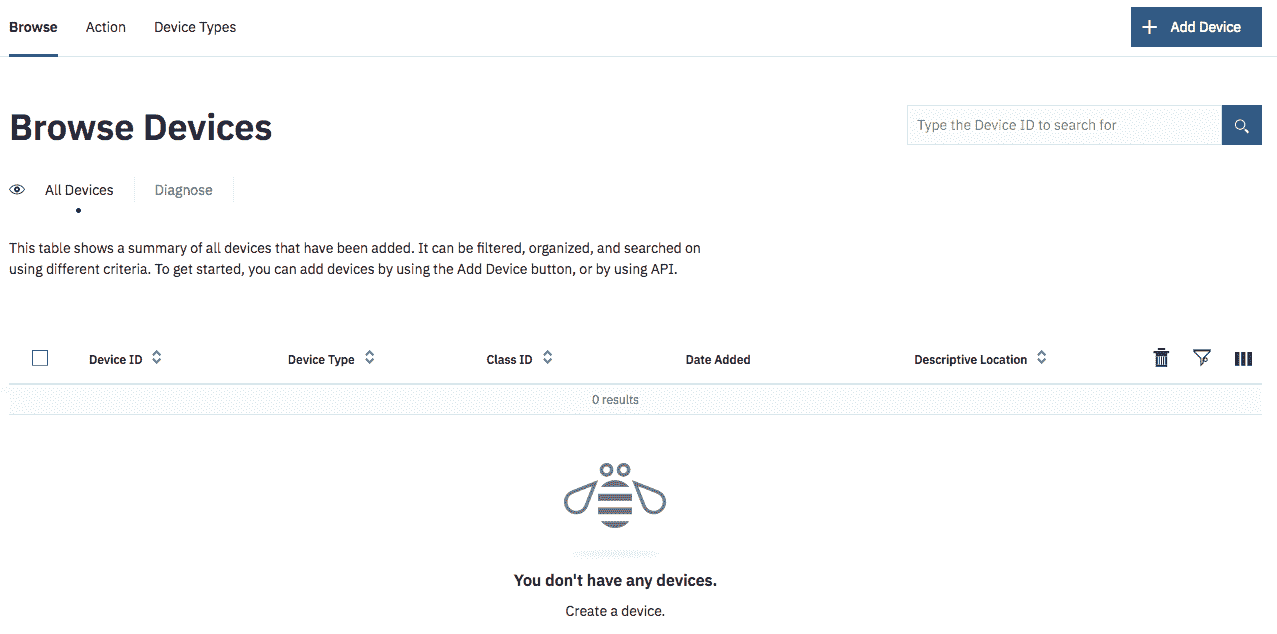 Browse Action Device Types
Add Device
Browse Devices
Type the Device ID to search for
All Devices Diagnose
This table shows a summary of all devices that have been added. It can be filtered, organized, and searched on
using different criteria. To get started, you can add devices by using the Add Device button, or by using API.
Device ID Device Type Class ID Date Added Descriptive Location
0 results
You don't have any devices.
Create a device.